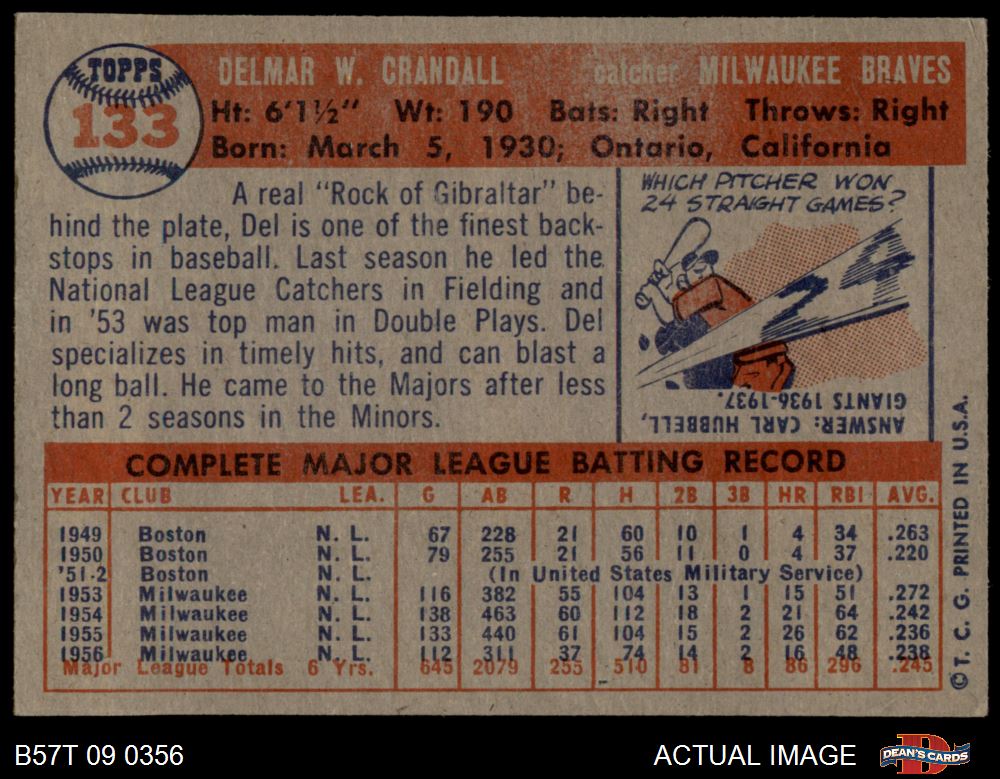 TOPPS
133
DELMAR W. CRANDALL catcher MILWAUKEE BRAVES
Ht: 6'1½" Wt: 190 Bats: Right Throws: Right
Born: March 5, 1930; Ontario, California
A real "Rock of Gibraltar" be-
hind the plate, Del is one of the finest back-
stops in baseball. Last season he led the
National League Catchers in Fielding and
in '53 was top man in Double Plays. Del
specializes in timely hits, and can blast a
long ball. He came to the Majors after less
than 2 seasons in the Minors.
WHICH PITCHER WON
24 STRAIGHT GAMES?
24
ANSWER: CARL HUBBELL,
GIANTS 1936-1937.
COMPLETE MAJOR LEAGUE BATTING RECORD
YEAR CLUB LEA. G AB R H 2B 3B HR RBI AVG.
1949 Boston N. L. 67 228 21 60 10 1 4 34 .263
1950 Boston N. L. 79 255 21 56 11 0 4 37 .220
'51-2 Boston N. L. (In United States Military Service)
1953 Milwaukee N. L. 116 382 55 104 13 1 15 51 .272
1954 Milwaukee N. L. 138 463 60 112 18 2 21 64 .242
1955 Milwaukee N. L. 133 440 61 104 15 2 26 62 .236
1956 Milwaukee N. L. 112 311 37 74 14 2 16 48 .238
Major League Totals 6 Yrs. 645 2079 255 510 81 8 86 296 .245
©T. C. G. PRINTED IN U.S.A.
B57T 09 0356
ACTUAL IMAGE
DEAN'S CARDS